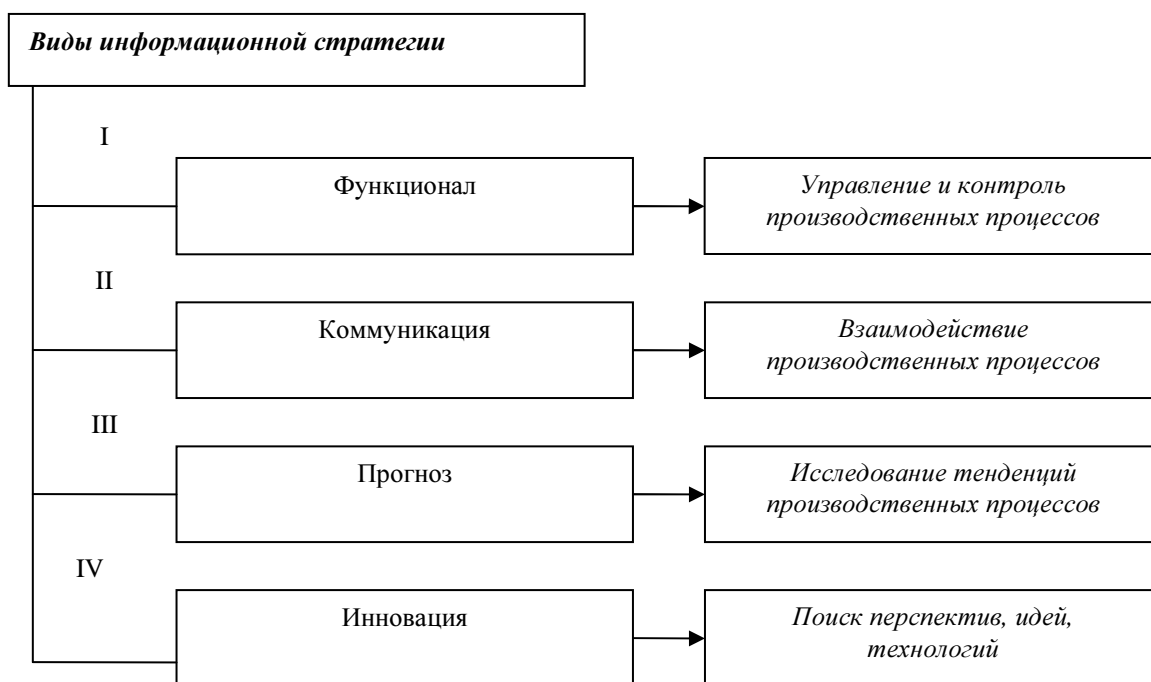 Виды информационной стратегии
I
Функционал
Управление и контроль
производственных процессов
II
Коммуникация
Взаимодействие
производственных процессов
III
Прогноз
Исследование тенденций
производственных процессов
IV
Инновация
Поиск перспектив, идей,
технологий